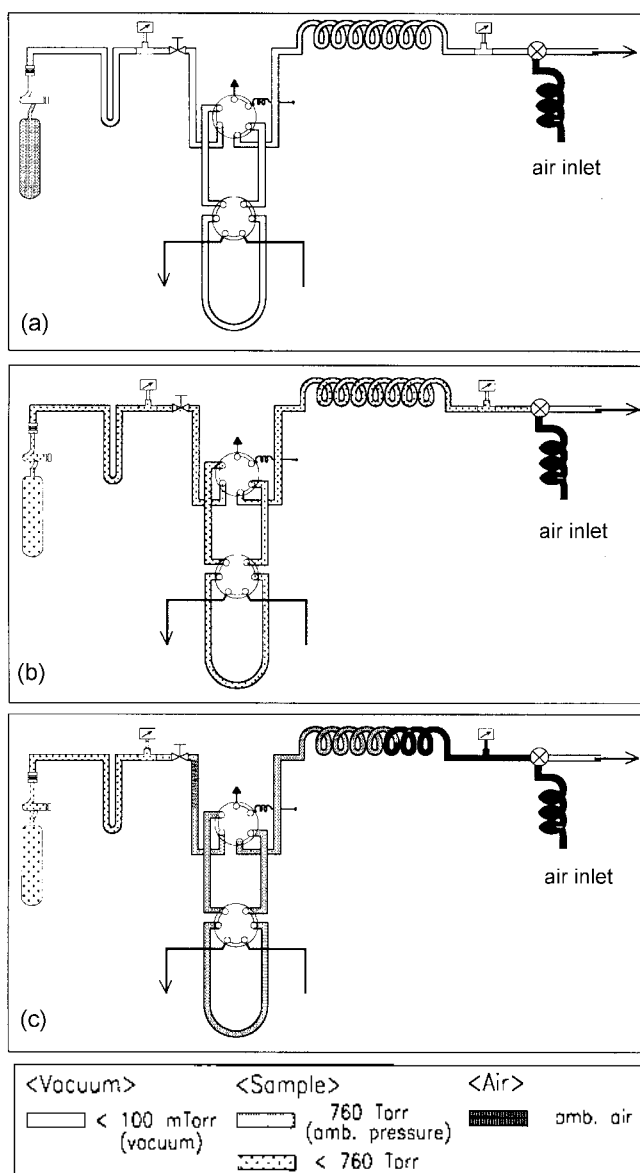 air inlet
(a)
air inlet
(b)
air inlet
(c)
<Vacuum> <Sample> <Air>
< 100 mTorr 760 Torr amb. air
(vacuum) (amb. pressure)
< 760 Torr